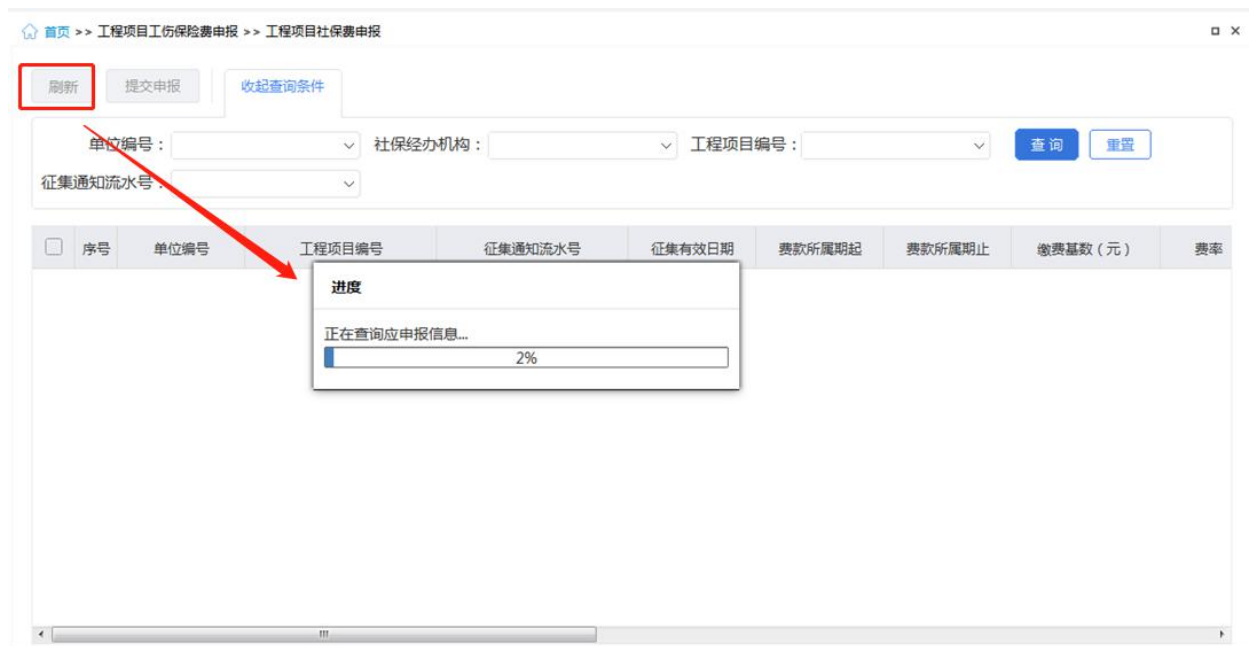 首页 >> 工程项目工伤保险费申报 >> 工程项目社保费申报
刷新 提交申报 收起查询条件
单位编号： 社保经办机构： 工程项目编号： 查询 重置
征集通知流水号：
序号 单位编号 工程项目编号 征集通知流水号 征集有效日期 费款所属期起 费款所属期止 缴费基数（元） 费率
进度
正在查询应申报信息...
2%